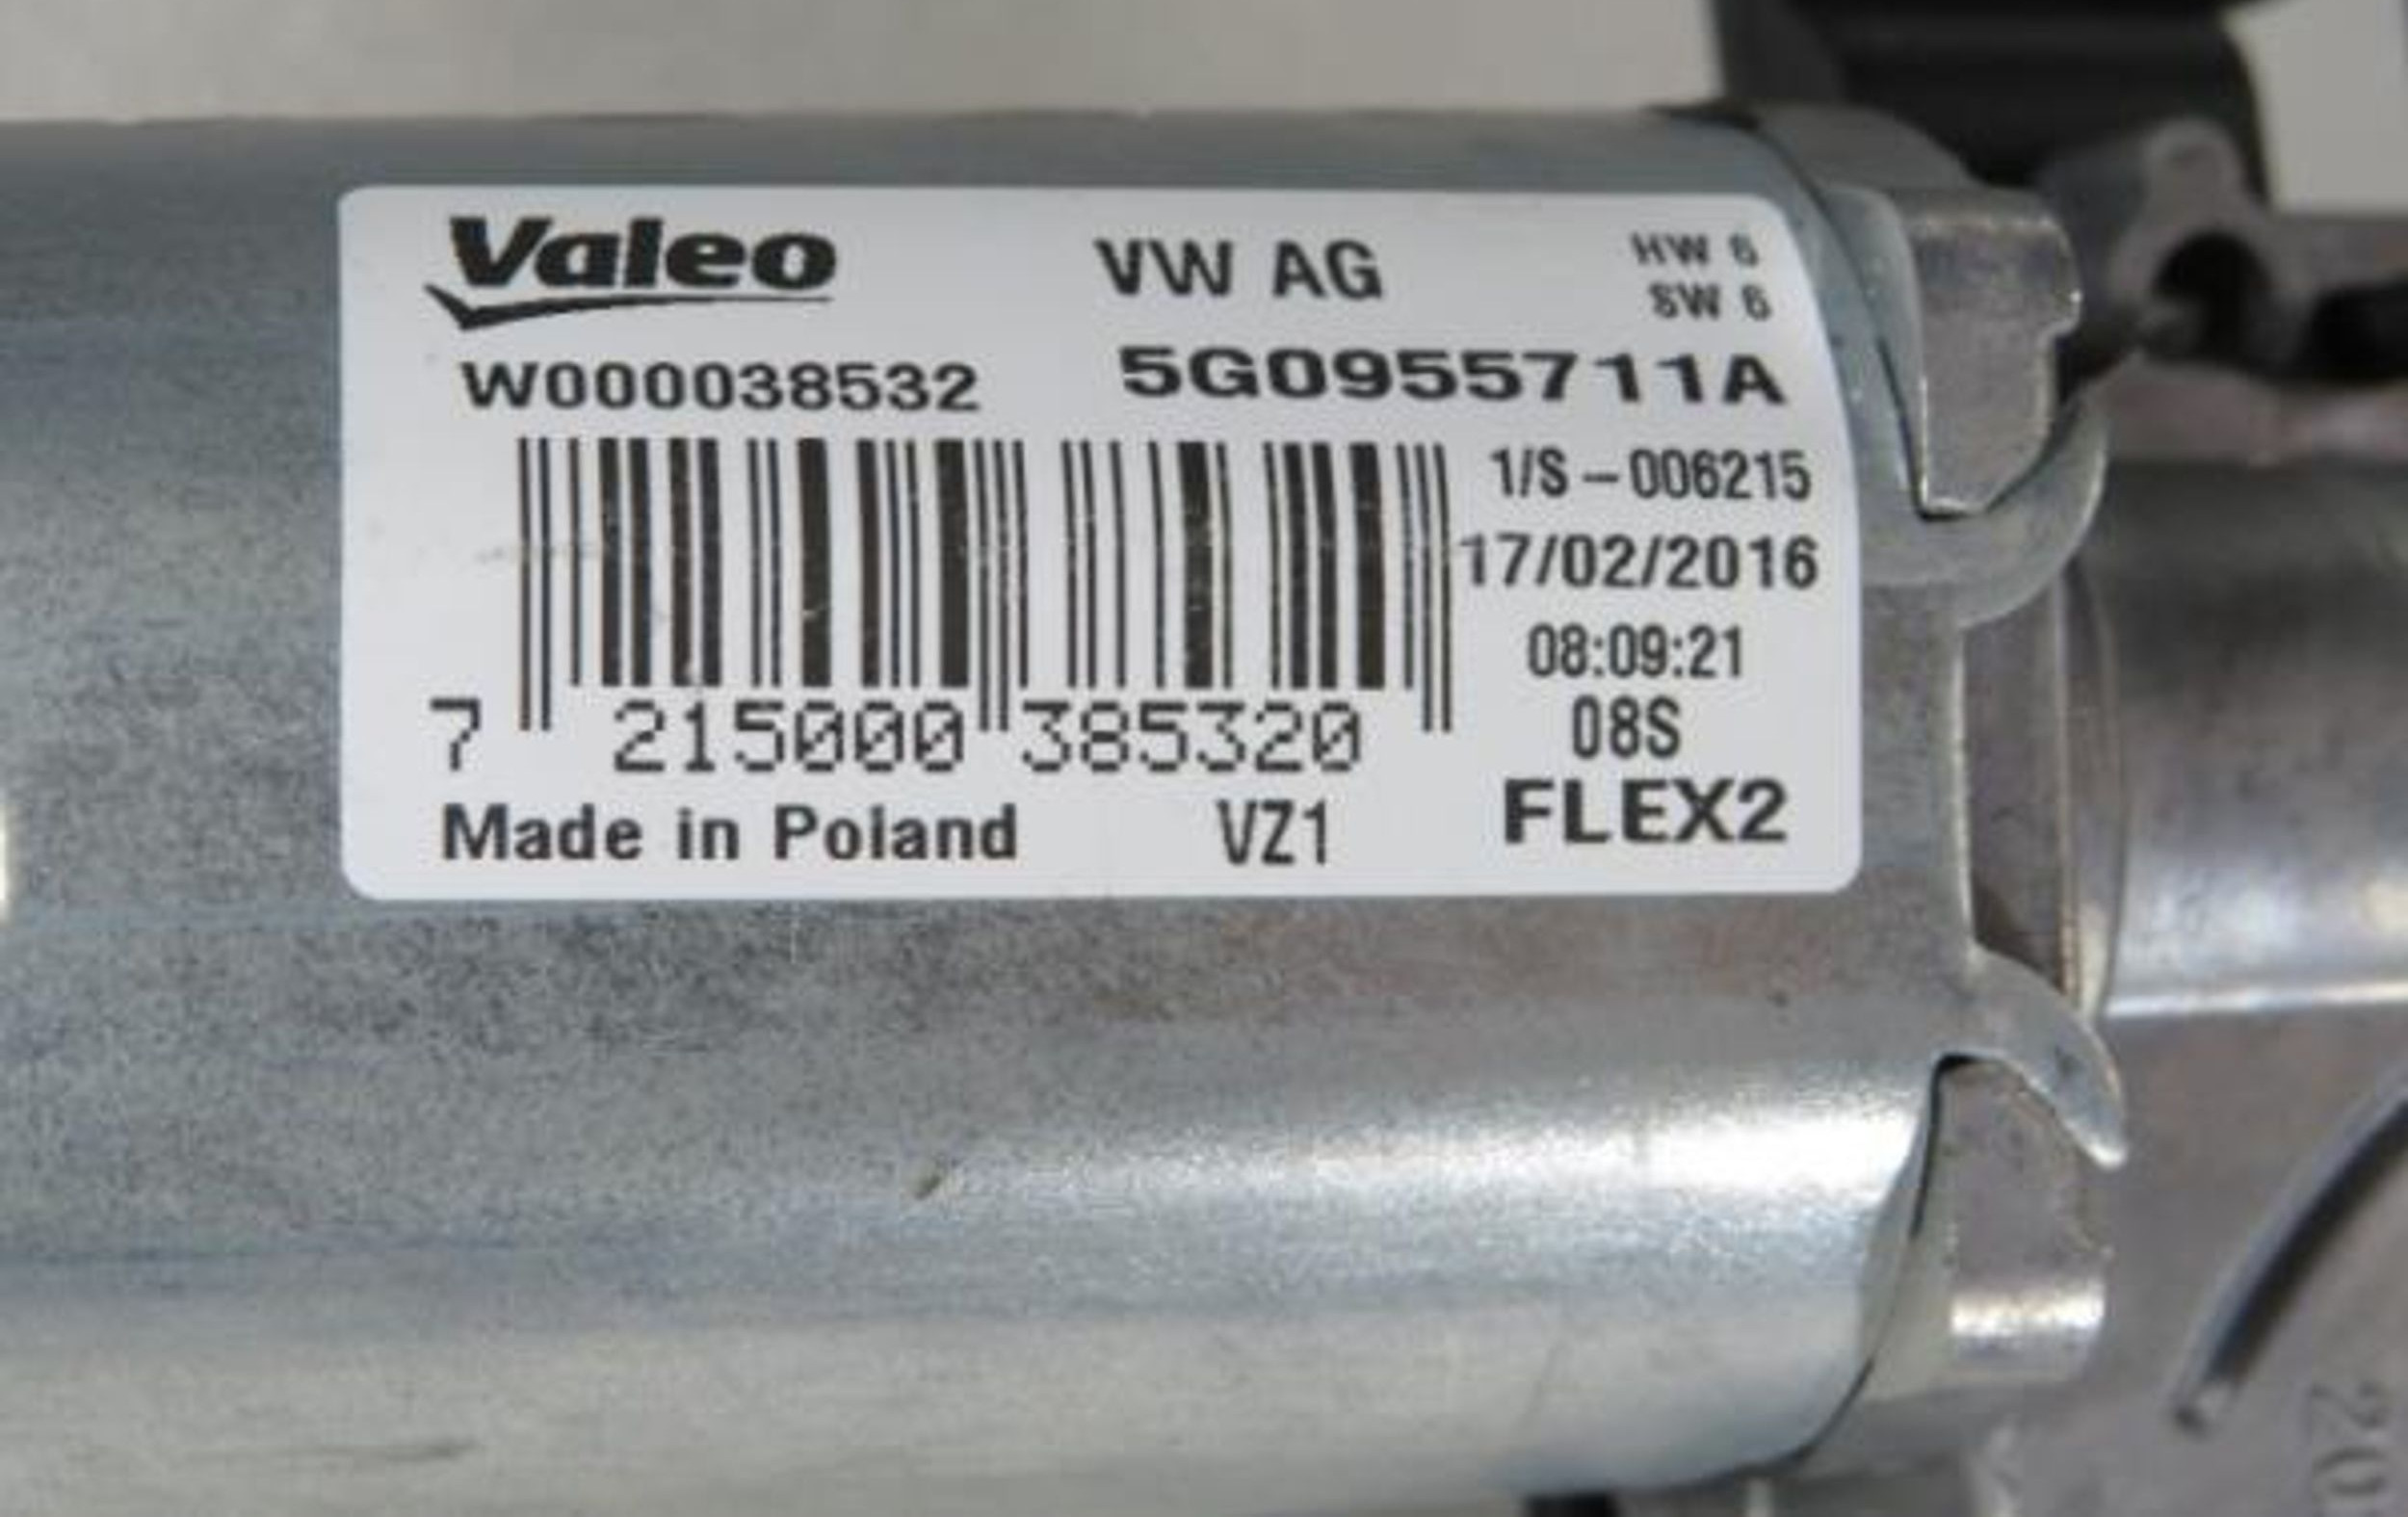 Valeo
VW AG
HW 6
SW 6
W000038532
5G0955711A
1/S-006215
17/02/2016
08:09:21
08S
7 215000 385320
Made in Poland
VZ1
FLEX2